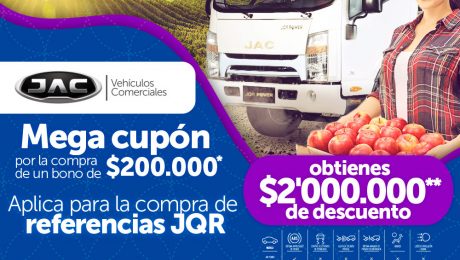 JAC
JAC
Vehículos
Comerciales
Mega cupón
por la compra
de un bono de $200.000*
Aplica para la compra de
referencias JQR
obtienes
$2'000.000**
de descuento